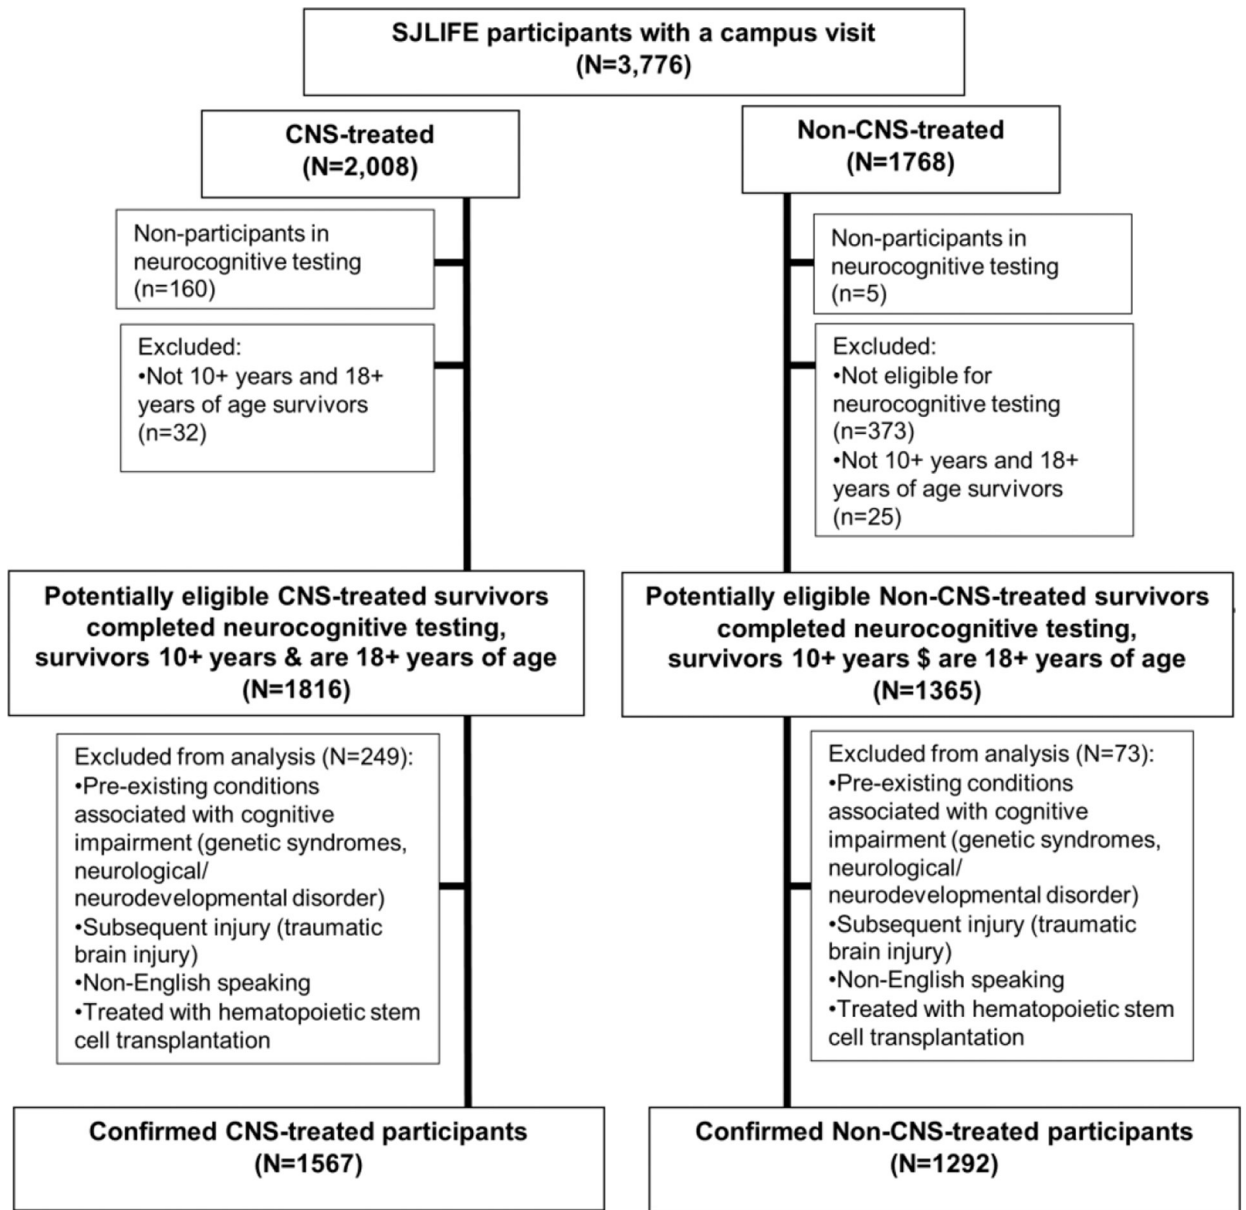 SJLIFE participants with a campus visit
(N=3,776)
CNS-treated
(N=2,008)
Non-CNS-treated
(N=1768)
Non-participants in
neurocognitive testing
(n=160)
Non-participants in
neurocognitive testing
(n=5)
Excluded:
•Not 10+ years and 18+
years of age survivors
(n=32)
Excluded:
•Not eligible for
neurocognitive testing
(n=373)
•Not 10+ years and 18+
years of age survivors
(n=25)
Potentially eligible CNS-treated survivors
completed neurocognitive testing,
survivors 10+ years & are 18+ years of age
(N=1816)
Potentially eligible Non-CNS-treated survivors
completed neurocognitive testing,
survivors 10+ years $ are 18+ years of age
(N=1365)
Excluded from analysis (N=249):
•Pre-existing conditions
associated with cognitive
impairment (genetic syndromes,
neurological/
neurodevelopmental disorder)
•Subsequent injury (traumatic
brain injury)
•Non-English speaking
•Treated with hematopoietic stem
cell transplantation
Excluded from analysis (N=73):
•Pre-existing conditions
associated with cognitive
impairment (genetic syndromes,
neurological/
neurodevelopmental disorder)
•Subsequent injury (traumatic
brain injury)
•Non-English speaking
•Treated with hematopoietic stem
cell transplantation
Confirmed CNS-treated participants
(N=1567)
Confirmed Non-CNS-treated participants
(N=1292)